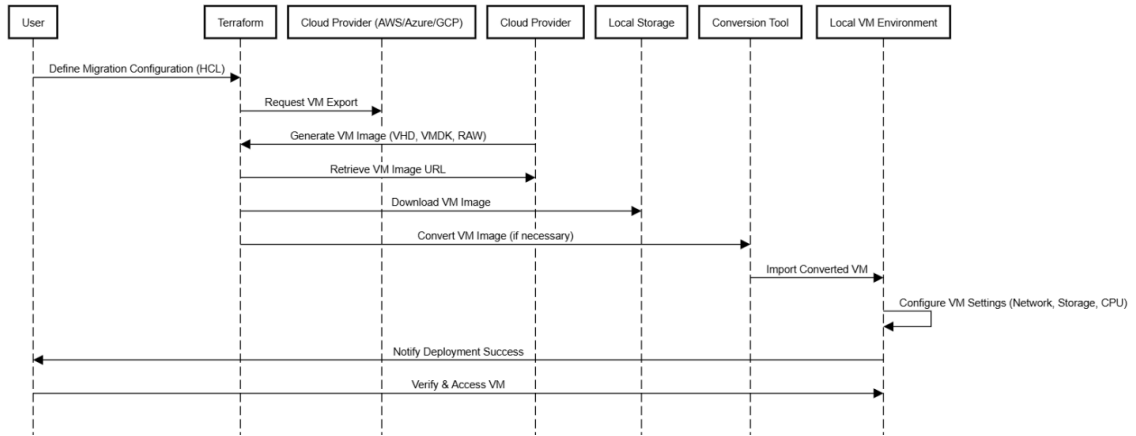 User
Terraform
Cloud Provider (AWS/Azure/GCP)
Cloud Provider
Local Storage
Conversion Tool
Local VM Environment
Define Migration Configuration (HCL)
Request VM Export
Generate VM Image (VHD, VMDK, RAW)
Retrieve VM Image URL
Download VM Image
Convert VM Image (if necessary)
Import Converted VM
Configure VM Settings (Network, Storage, CPU)
Notify Deployment Success
Verify & Access VM